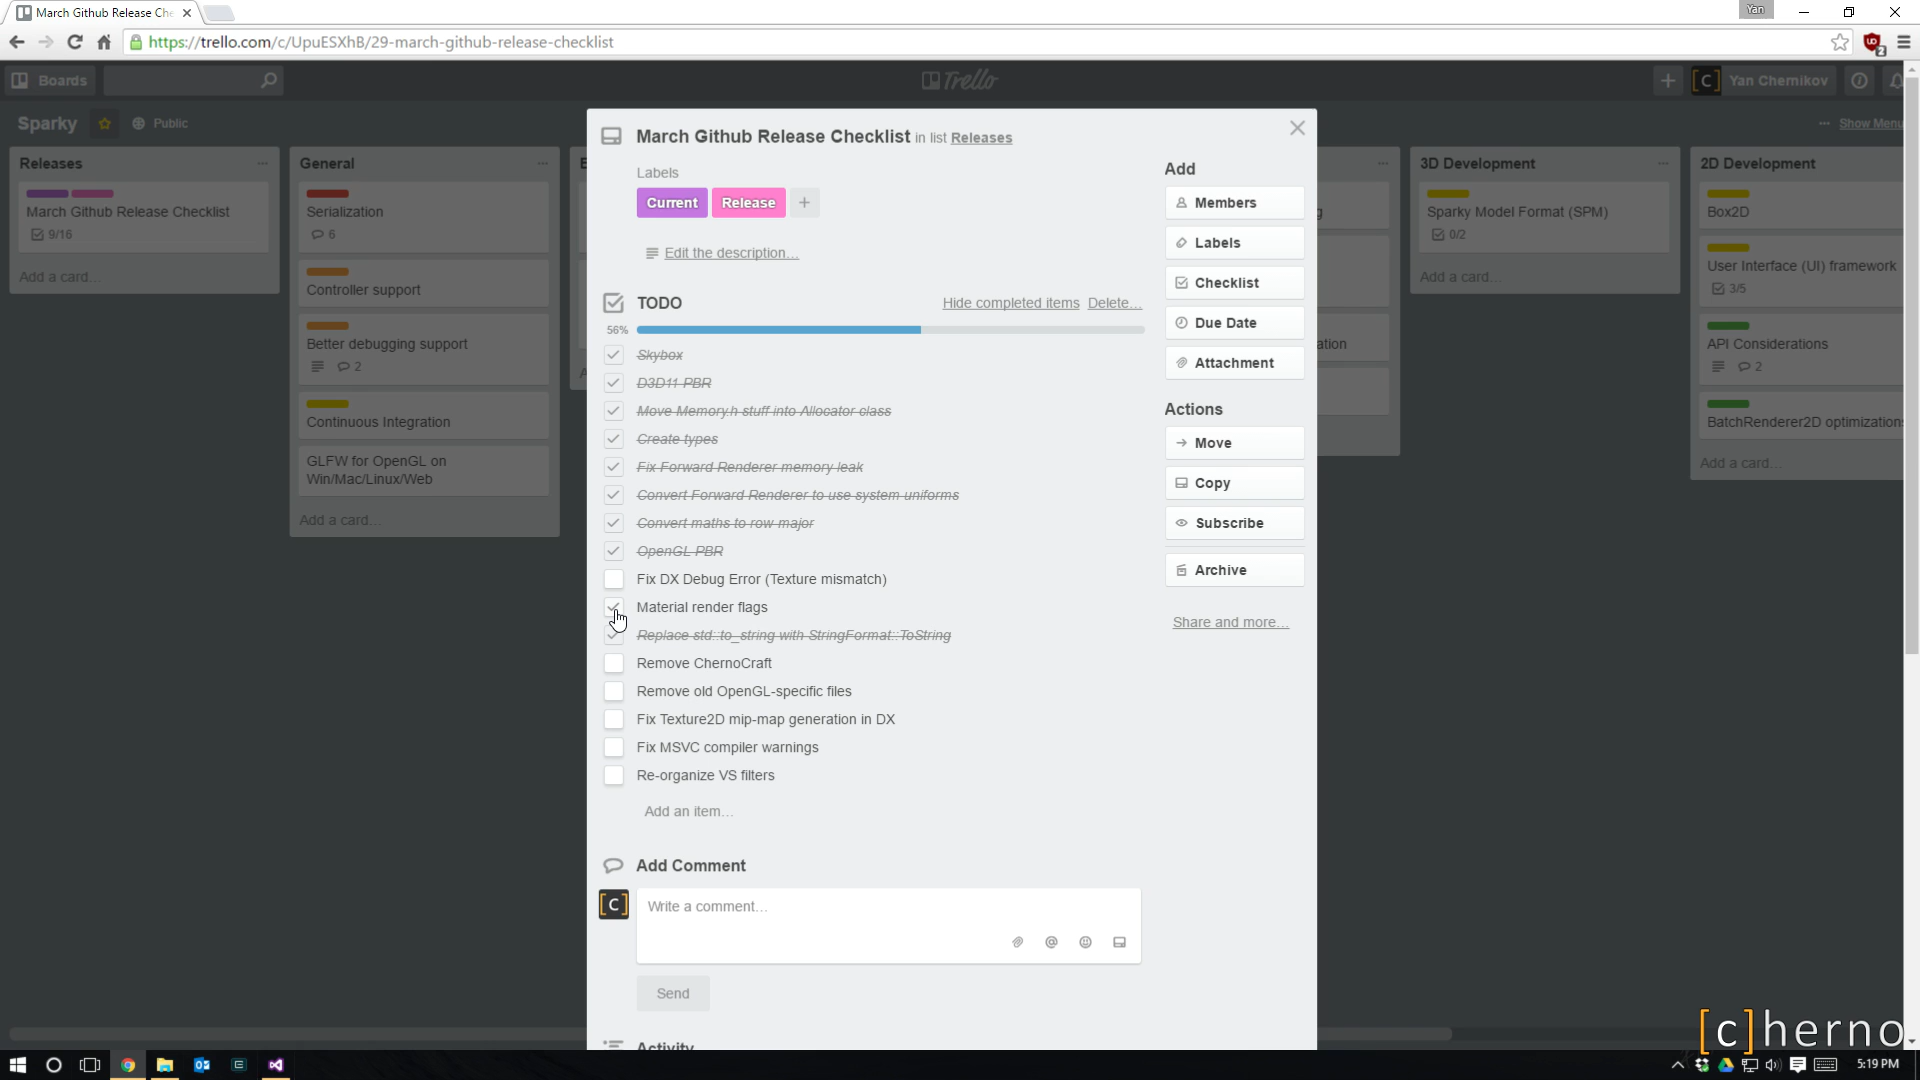 March Github Release Che
Yan
https://trello.com/c/UpuESXhB/29-march-github-release-checklist
2
Boards
Trello
[C] Yan Chernikov
Sparky
Public
Show Menu
Releases
March Github Release Checklist
9/16
Add a card...
General
Serialization
6
Controller support
Better debugging support
2
Continuous Integration
GLFW for OpenGL on
Win/Mac/Linux/Web
Add a card...
March Github Release Checklist in list Releases
Labels
Current
Release
Edit the description...
TODO
Hide completed items
Delete...
56%
Skybox
D3D11 PBR
Move Memory.h stuff into Allocator class
Create types
Fix Forward Renderer memory leak
Convert Forward Renderer to use system uniforms
Convert maths to row-major
OpenGL PBR
Fix DX Debug Error (Texture mismatch)
Material render flags
Replace std::to_string with StringFormat::ToString
Remove ChernoCraft
Remove old OpenGL-specific files
Fix Texture2D mip-map generation in DX
Fix MSVC compiler warnings
Re-organize VS filters
Add an item...
Add Comment
[C]
Write a comment...
Send
Activity
Add
Members
Labels
Checklist
Due Date
Attachment
Actions
Move
Copy
Subscribe
Archive
Share and more...
3D Development
Sparky Model Format (SPM)
0/2
Add a card...
2D Development
Box2D
User Interface (UI) framework
3/5
API Considerations
2
BatchRenderer2D optimizations
Add a card...
[c]herno
5:19 PM